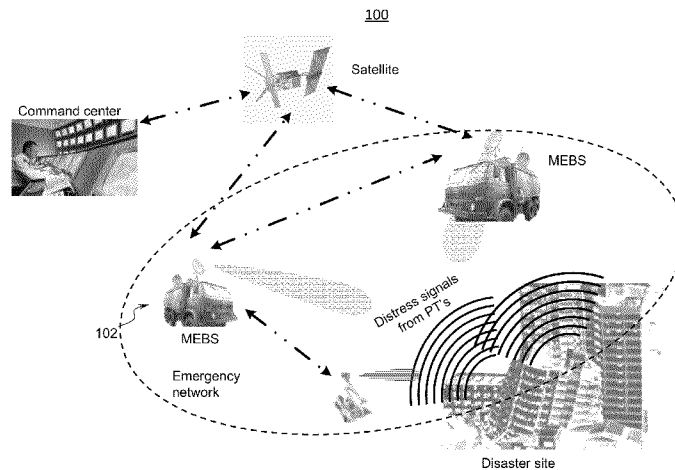 100
Satellite
Command center
MEBS
Distress signals
from PT's
102
MEBS
Emergency
network
Disaster site